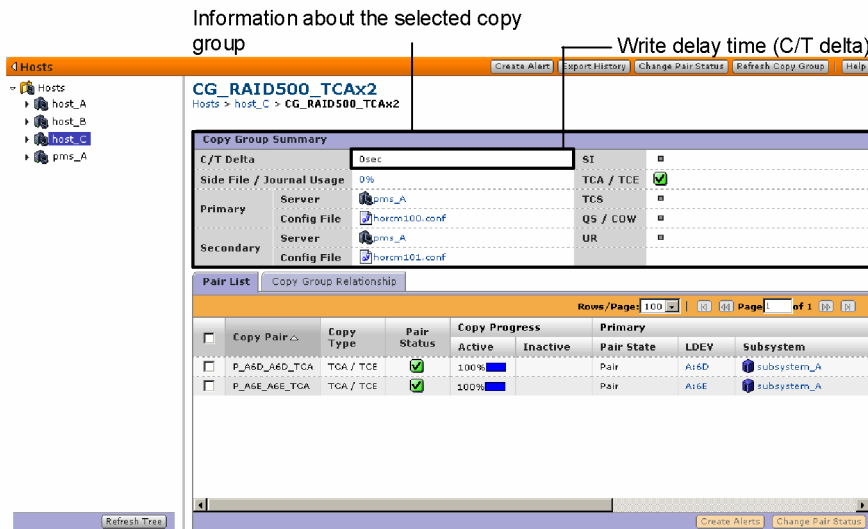 Information about the selected copy
group
Write delay time (C/T delta)
Hosts
Create Alert Export History Change Pair Status Refresh Copy Group Help
Hosts
host_A
host_B
host_C
pms_A
CG_RAID500_TCAx2
Hosts > host_C > CG_RAID500_TCAx2
Copy Group Summary
C/T Delta 0sec SI
Side File / Journal Usage 0% TCA / TCE
Primary Server pms_A TCS
Config File horcm100.conf QS / COW
Secondary Server pms_A UR
Config File horcm101.conf
Pair List Copy Group Relationship
Rows/Page: 100 Page 1 of 1
Copy Pair Copy Type Pair Status Copy Progress Primary
Active Inactive Pair State LDEV Subsystem
P_A6D_A6D_TCA TCA / TCE 100% Pair A:6D subsystem_A
P_A6E_A6E_TCA TCA / TCE 100% Pair A:6E subsystem_A
Refresh Tree
Create Alerts Change Pair Status